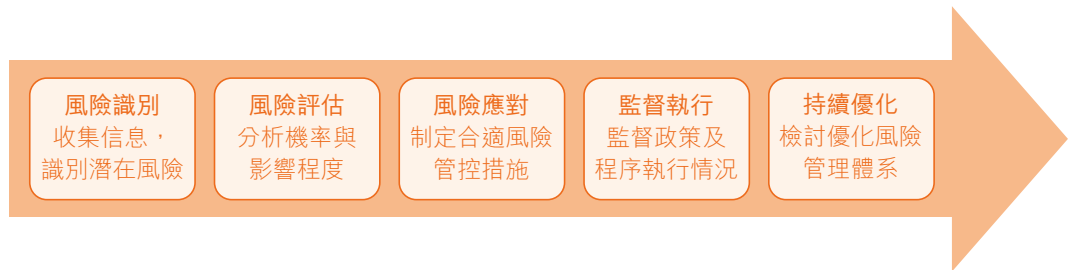 風險識別
收集信息，
識別潛在風險
風險評估
分析機率與
影響程度
風險應對
制定合適風險
管控措施
監督執行
監督政策及
程序執行情況
持續優化
檢討優化風險
管理體系